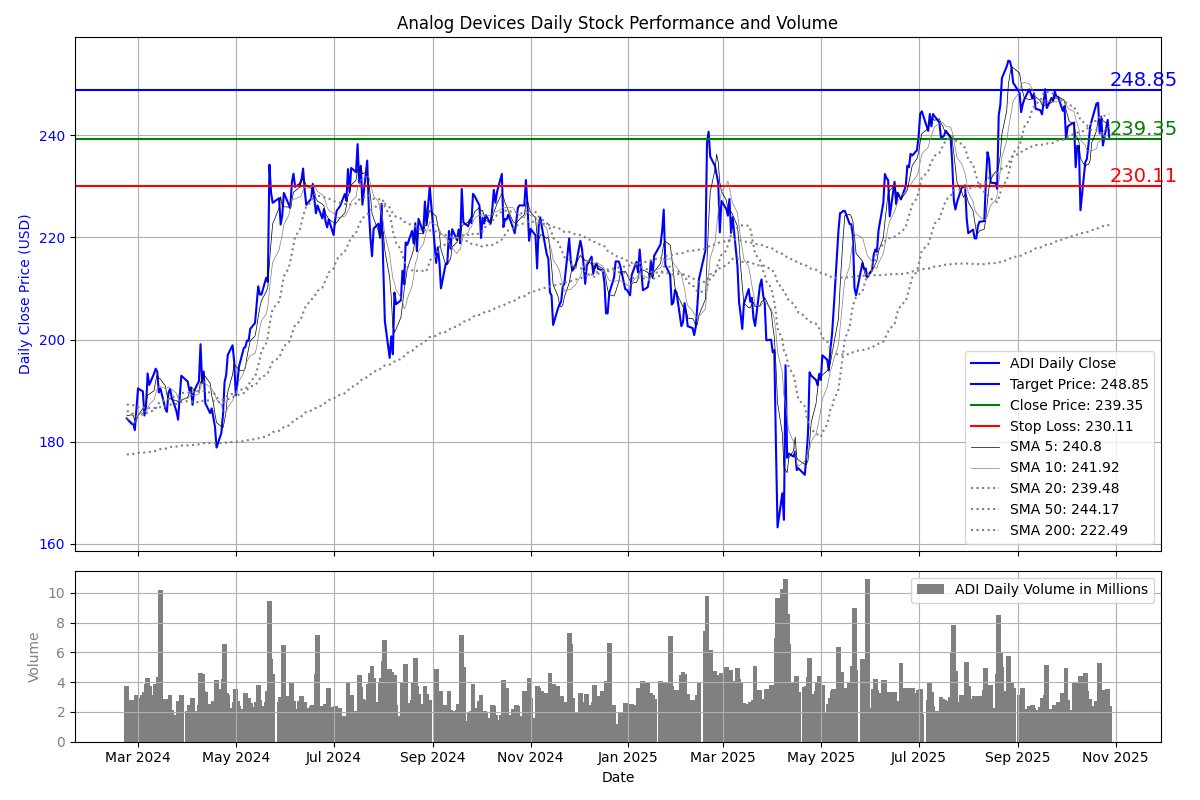 Analog Devices Daily Stock Performance and Volume
Daily Close Price (USD)
240
220
200
180
160
248.85
239.35
230.11
ADI Daily Close
Target Price: 248.85
Close Price: 239.35
Stop Loss: 230.11
SMA 5: 240.8
SMA 10: 241.92
SMA 20: 239.48
SMA 50: 244.17
SMA 200: 222.49
Volume
10
8
6
4
2
0
ADI Daily Volume in Millions
Mar 2024 May 2024 Jul 2024 Sep 2024 Nov 2024 Jan 2025 Mar 2025 May 2025 Jul 2025 Sep 2025 Nov 2025
Date